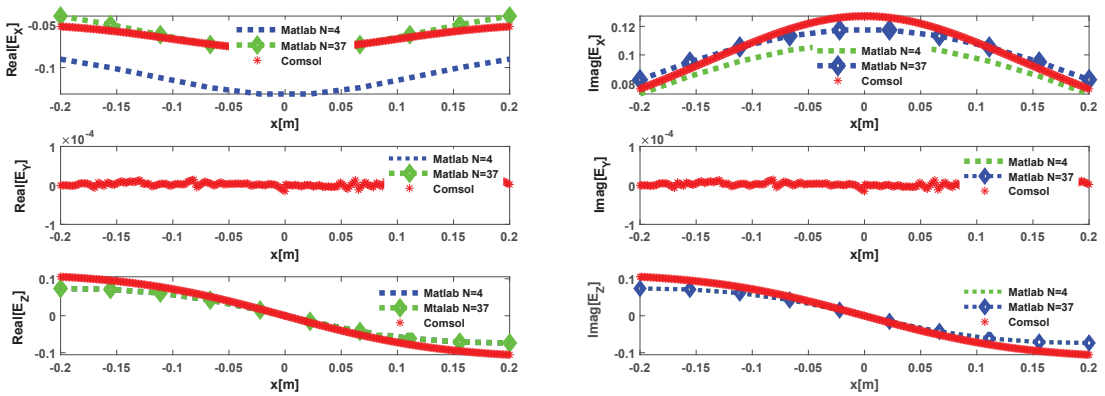 Real[E_X]
-0.05
-0.1
Matlab N=4
Matlab N=37
Comsol
-0.2 -0.15 -0.1 -0.05 0 0.05 0.1 0.15 0.2
x[m]
Imag[E_X]
0.12
0.1
0.08
Matlab N=4
Matlab N=37
Comsol
-0.2 -0.15 -0.1 -0.05 0 0.05 0.1 0.15 0.2
x[m]
Real[E_Y]
×10^-4
1
0
-1
Matlab N=4
Matlab N=37
Comsol
-0.2 -0.15 -0.1 -0.05 0 0.05 0.1 0.15 0.2
x[m]
Imag[E_Y]
×10^-4
1
0
-1
Matlab N=4
Matlab N=37
Comsol
-0.2 -0.15 -0.1 -0.05 0 0.05 0.1 0.15 0.2
x[m]
Real[E_Z]
0.1
0
-0.1
Matlab N=4
Mtalab N=37
Comsol
-0.2 -0.15 -0.1 -0.05 0 0.05 0.1 0.15 0.2
x[m]
Imag[E_Z]
0.1
0
-0.1
Matlab N=4
Matlab N=37
Comsol
-0.2 -0.15 -0.1 -0.05 0 0.05 0.1 0.15 0.2
x[m]